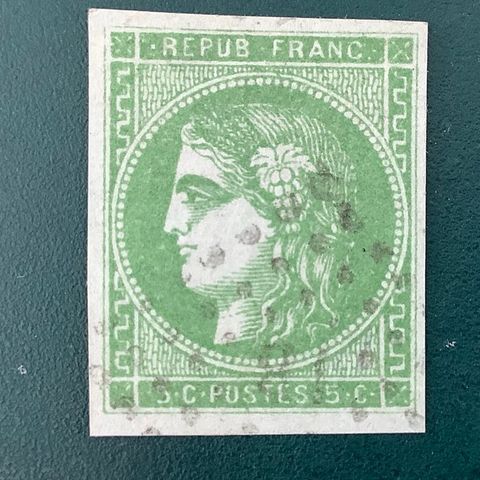 · REPUB FRANC ·
5·C·POSTES·5·C·